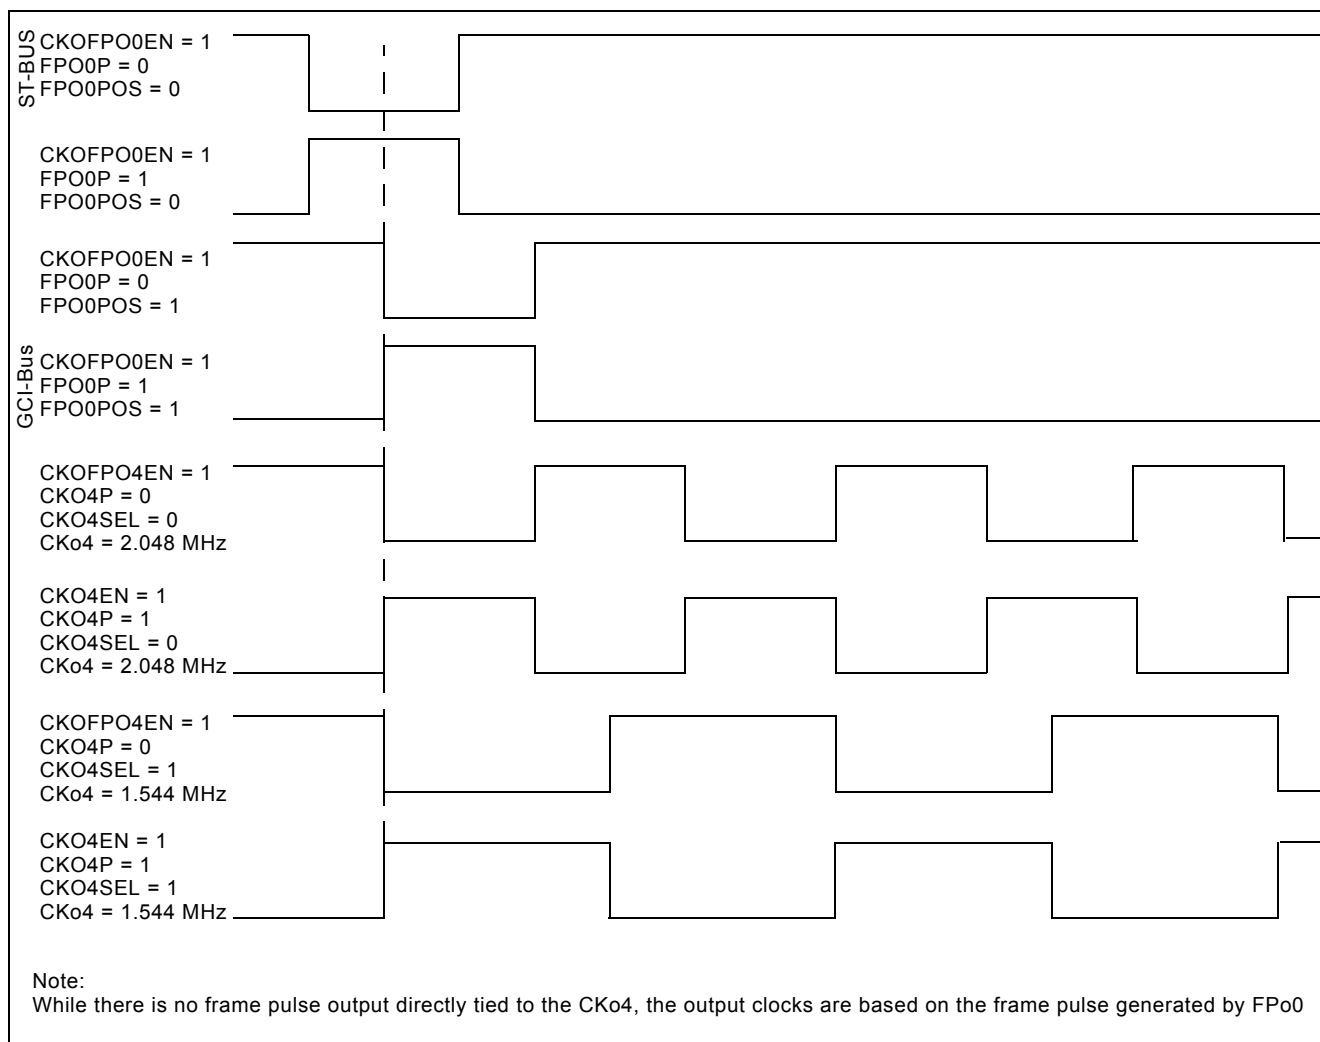 ST-BUS
CKOFPO0EN = 1
FPO0P = 0
FPO0POS = 0
CKOFPO0EN = 1
FPO0P = 1
FPO0POS = 0
CKOFPO0EN = 1
FPO0P = 0
FPO0POS = 1
GCI-Bus
CKOFPO0EN = 1
FPO0P = 1
FPO0POS = 1
CKOFPO4EN = 1
CKO4P = 0
CKO4SEL = 0
CKo4 = 2.048 MHz
CKO4EN = 1
CKO4P = 1
CKO4SEL = 0
CKo4 = 2.048 MHz
CKOFPO4EN = 1
CKO4P = 0
CKO4SEL = 1
CKo4 = 1.544 MHz
CKO4EN = 1
CKO4P = 1
CKO4SEL = 1
CKo4 = 1.544 MHz
Note:
While there is no frame pulse output directly tied to the CKo4, the output clocks are based on the frame pulse generated by FPo0